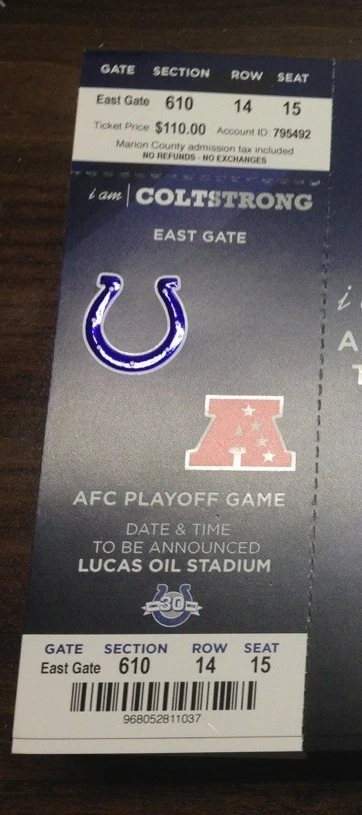 GATE SECTION ROW SEAT
East Gate 610 14 15
Ticket Price: $110.00 Account ID: 795492
Marion County admission tax included
NO REFUNDS - NO EXCHANGES
i am | COLTSTRONG
EAST GATE
AFC PLAYOFF GAME
DATE & TIME
TO BE ANNOUNCED
LUCAS OIL STADIUM
30
GATE SECTION ROW SEAT
East Gate 610 14 15
968052811037
i
A